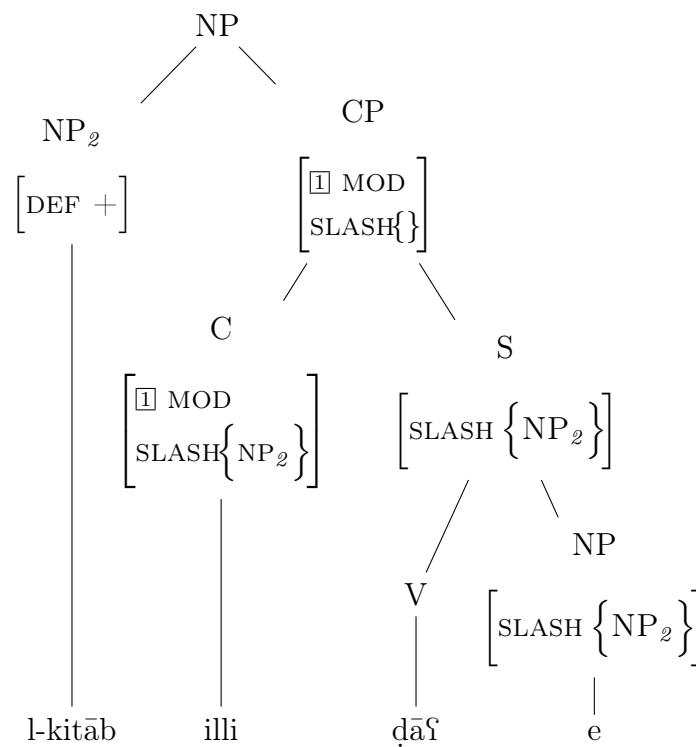 NP
NP₂
[DEF +]
CP
[1 MOD
SLASH{}]
C
[1 MOD
SLASH{NP₂}]
S
[SLASH {NP₂}]
V
NP
[SLASH {NP₂}]
l-kitāb illi ḍāʕ e